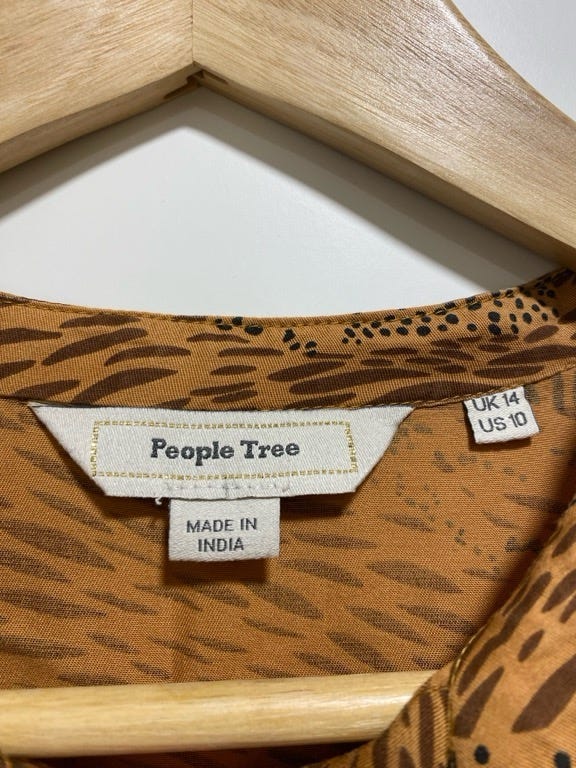 People Tree
MADE IN
INDIA
UK 14
US 10